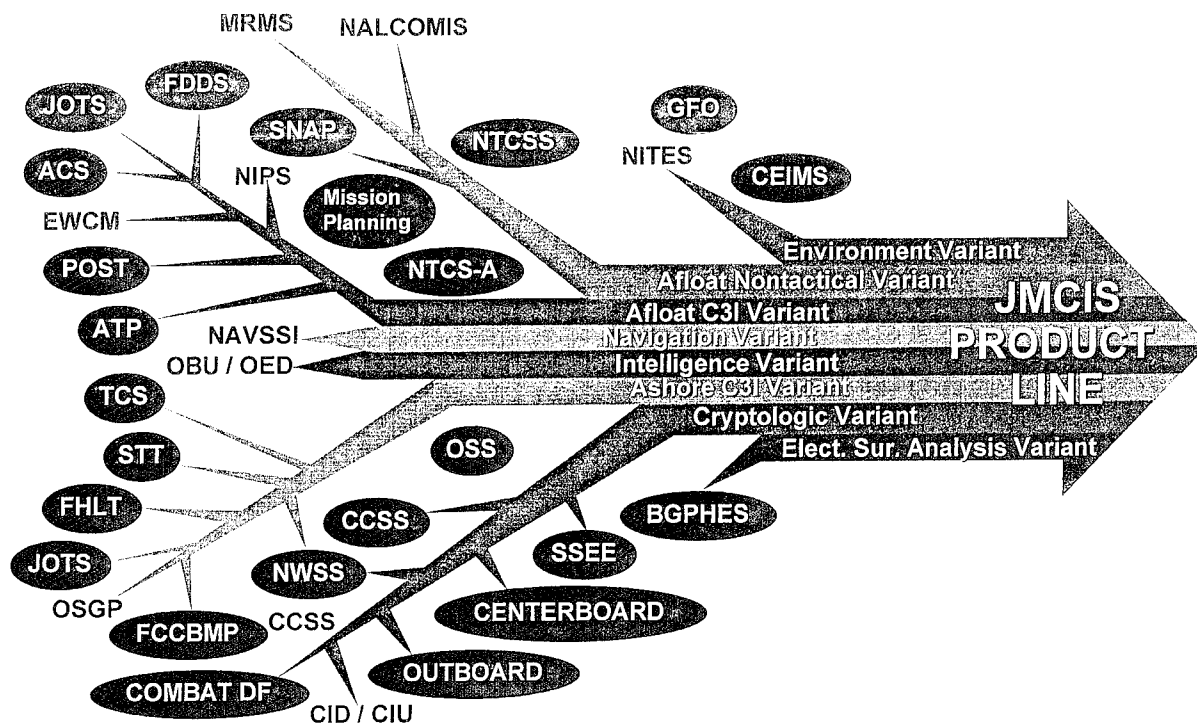 MRMS
NALCOMIS
JOTS
FDDS
GFO
SNAP
NTCSS
NITES
ACS
NIPS
CEIMS
EWCM
Mission
Planning
Environment Variant
POST
NTCS-A
Afloat Nontactical Variant
JMCIS
ATP
Afloat C3I Variant
NAVSSI
Navigation Variant
PRODUCT
OBU / OED
Intelligence Variant
TCS
Ashore C3I Variant
LINE
Cryptologic Variant
STT
OSS
Elect. Sur. Analysis Variant
FHLT
CCSS
BGPHES
JOTS
NWSS
SSEE
OSGP
CENTERBOARD
FCCBMP
CCSS
OUTBOARD
COMBAT DF
CID / CIU